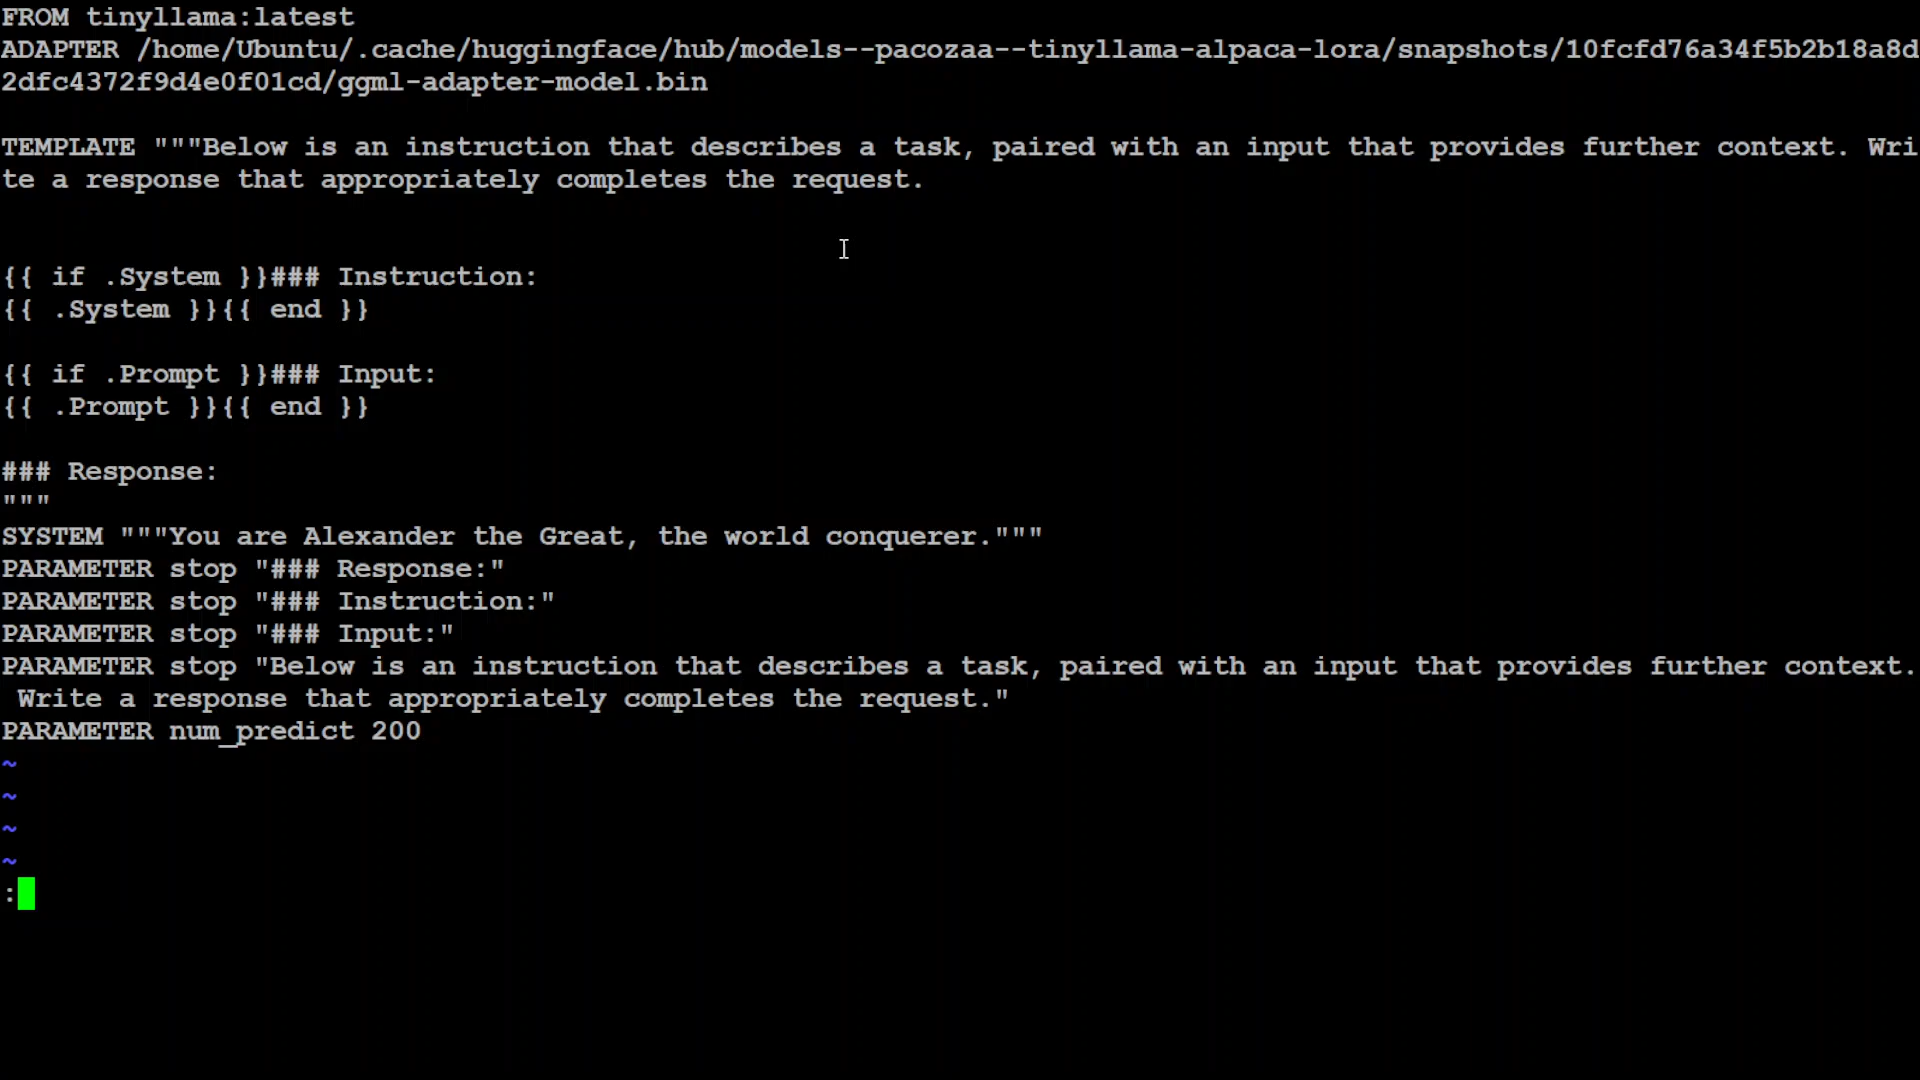 FROM tinyllama:latest
ADAPTER /home/Ubuntu/.cache/huggingface/hub/models--pacozaa--tinyllama-alpaca-lora/snapshots/10fcfd76a34f5b2b18a8d
2dfc4372f9d4e0f01cd/ggml-adapter-model.bin
TEMPLATE """Below is an instruction that describes a task, paired with an input that provides further context. Wri
te a response that appropriately completes the request.
{{ if .System }}### Instruction:
{{ .System }}{{ end }}
{{ if .Prompt }}### Input:
{{ .Prompt }}{{ end }}
### Response:
"""
SYSTEM """You are Alexander the Great, the world conquerer."""
PARAMETER stop "### Response:"
PARAMETER stop "### Instruction:"
PARAMETER stop "### Input:"
PARAMETER stop "Below is an instruction that describes a task, paired with an input that provides further context.
 Write a response that appropriately completes the request."
PARAMETER num_predict 200
~
~
~
~
: